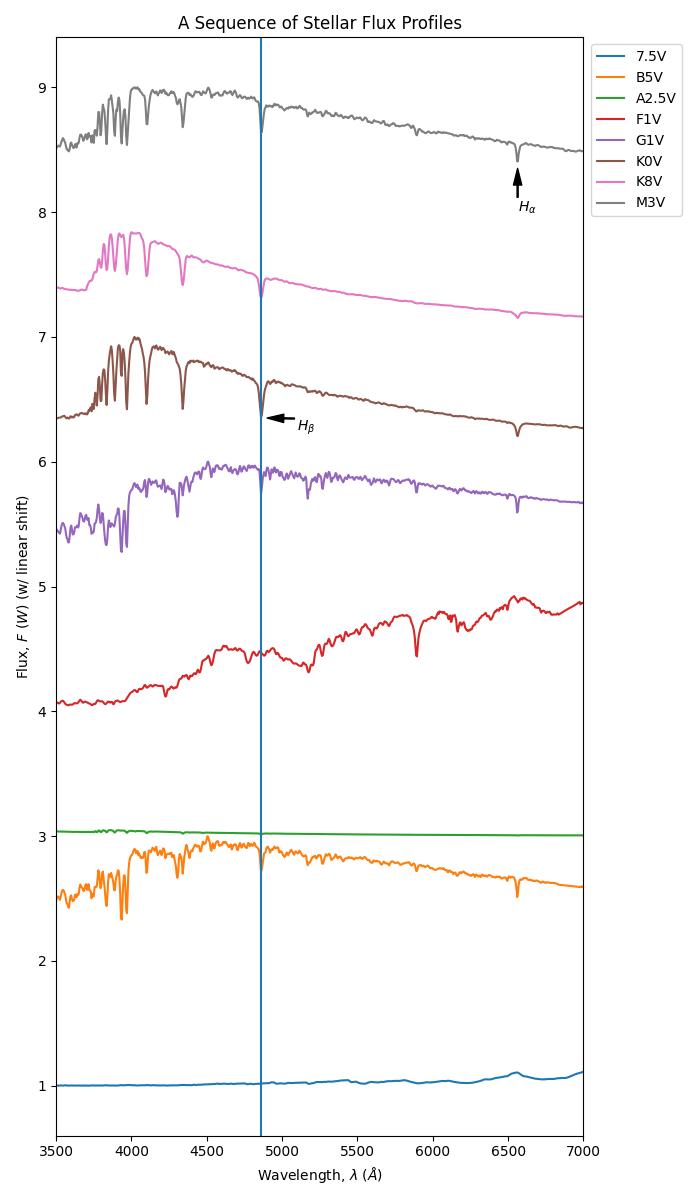 A Sequence of Stellar Flux Profiles
7.5V
B5V
A2.5V
F1V
G1V
K0V
K8V
M3V
Flux, F (W) (w/ linear shift)
9
8
7
6
5
4
3
2
1
Hα
Hβ
3500 4000 4500 5000 5500 6000 6500 7000
Wavelength, λ (Å)